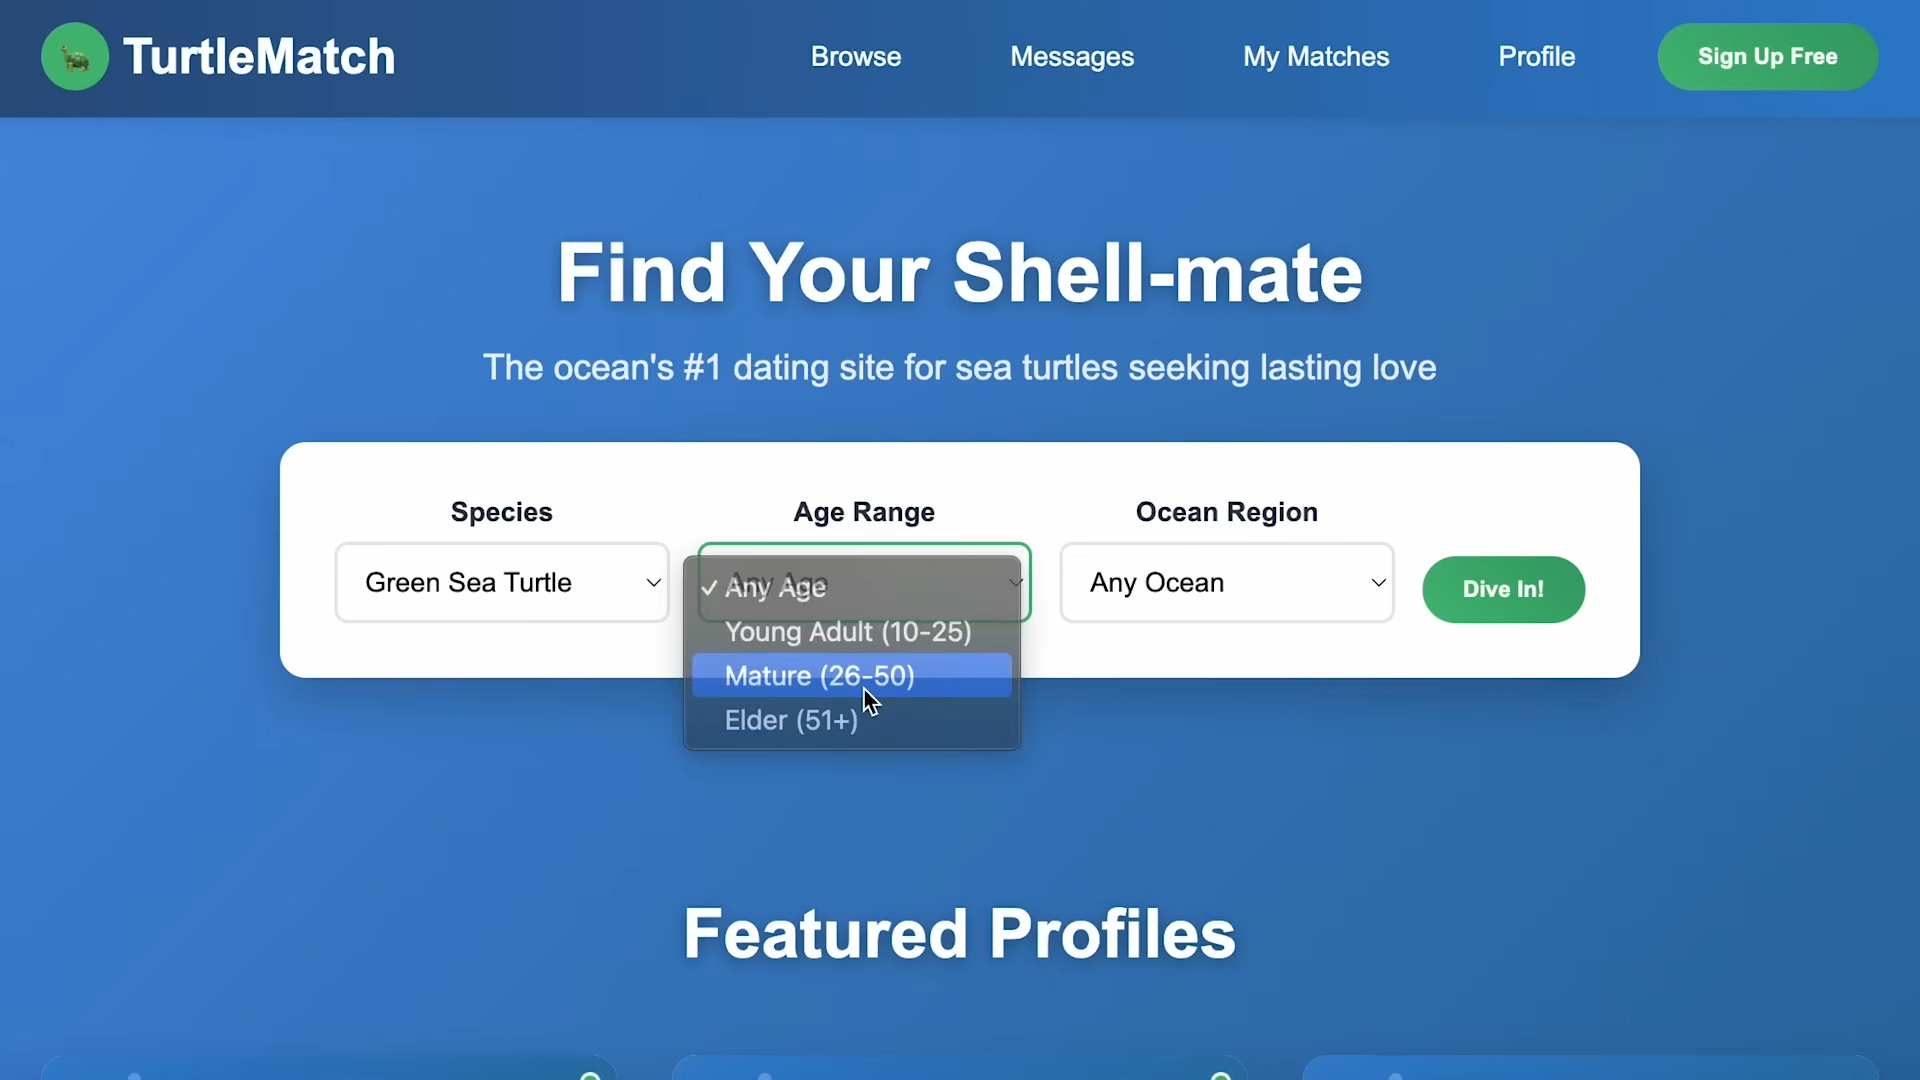 TurtleMatch
Browse
Messages
My Matches
Profile
Sign Up Free
Find Your Shell-mate
The ocean's #1 dating site for sea turtles seeking lasting love
Species
Age Range
Ocean Region
Green Sea Turtle
Any Age
Any Ocean
Dive In!
✓ Any Age
Young Adult (10-25)
Mature (26-50)
Elder (51+)
Featured Profiles